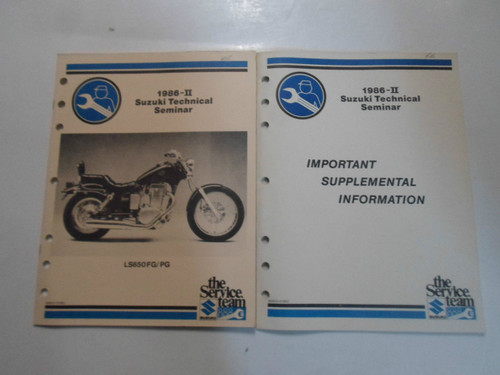 1986-II
Suzuki Technical
Seminar
LS650FG/PG
the
Service
team
1986-II
Suzuki Technical
Seminar
IMPORTANT
SUPPLEMENTAL
INFORMATION
the
Service
team